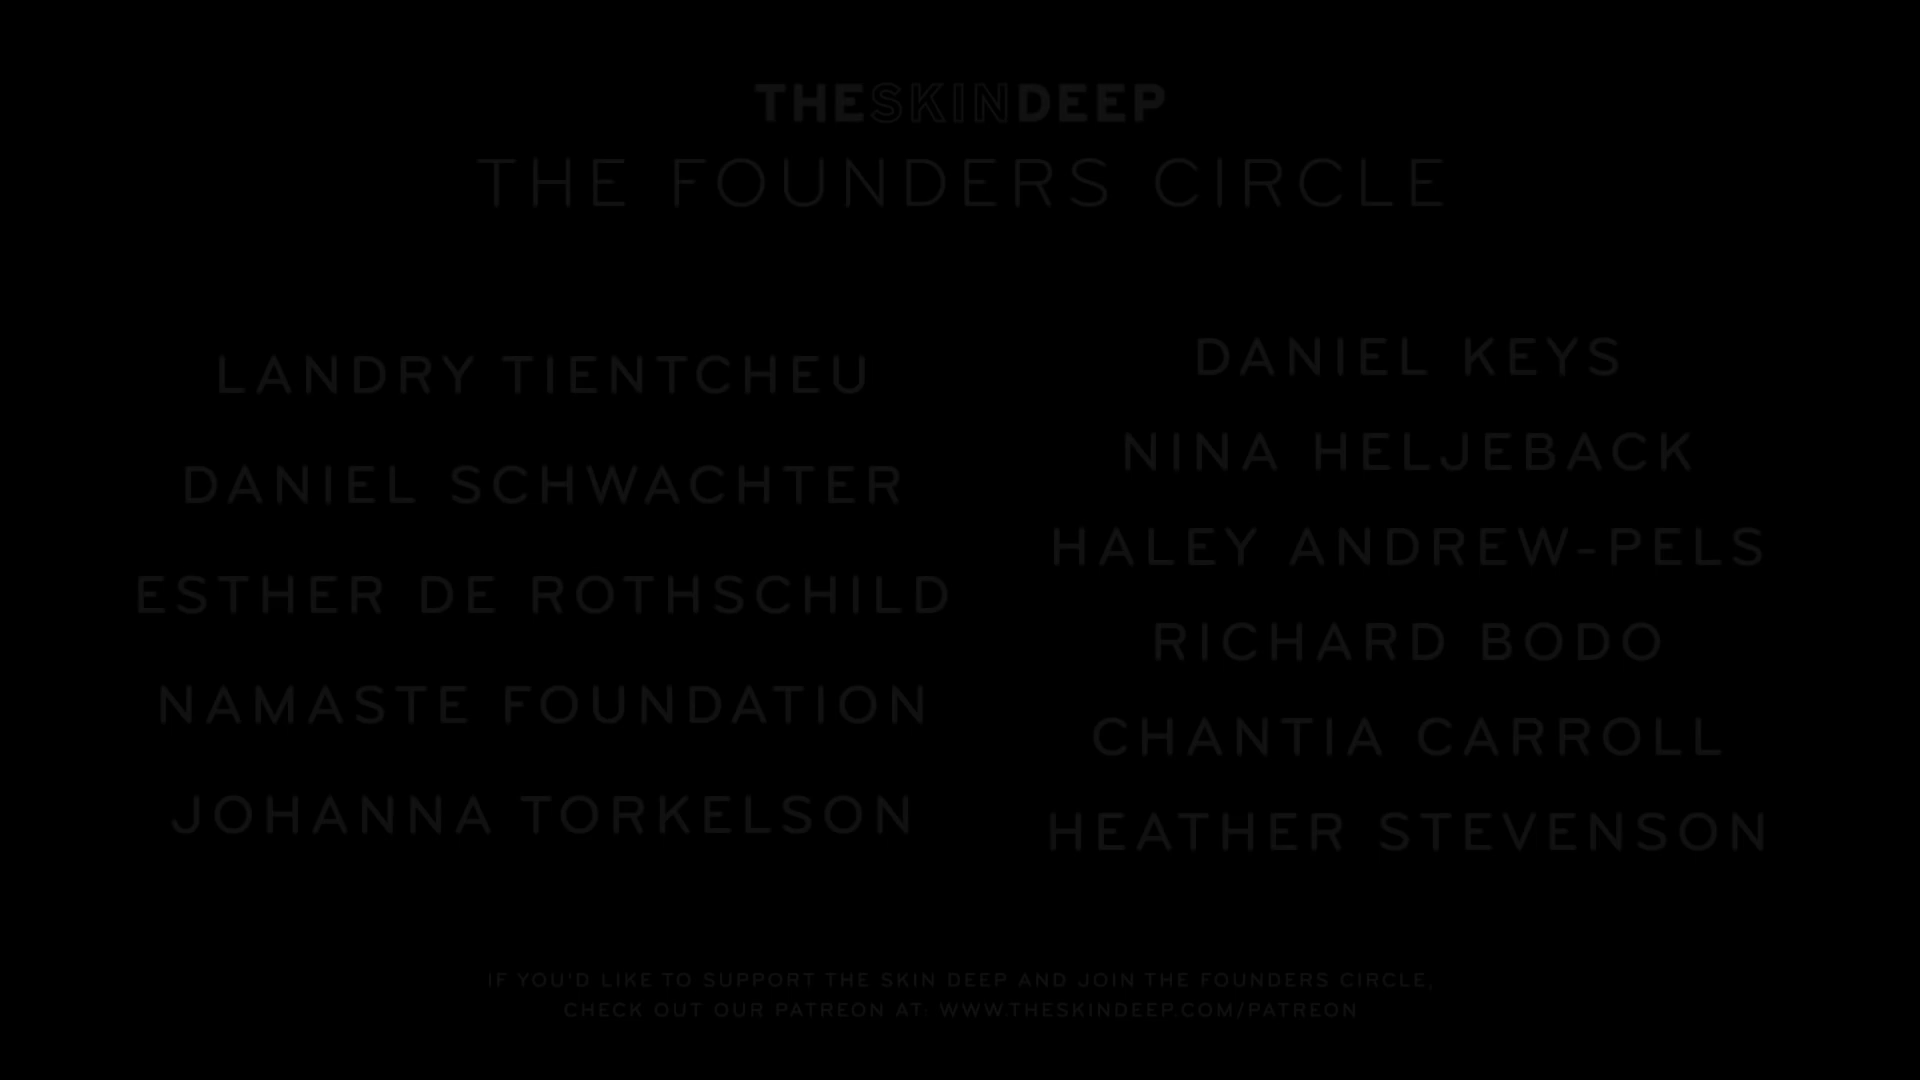 THESKINDEEP
THE FOUNDERS CIRCLE
LANDRY TIENTCHEU
DANIEL SCHWACHTER
ESTHER DE ROTHSCHILD
NAMASTE FOUNDATION
JOHANNA TORKELSON
DANIEL KEYS
NINA HELJEBACK
HALEY ANDREW-PELS
RICHARD BODO
CHANTIA CARROLL
HEATHER STEVENSON
IF YOU'D LIKE TO SUPPORT THE SKIN DEEP AND JOIN THE FOUNDERS CIRCLE,
CHECK OUT OUR PATREON AT: WWW.THESKINDEEP.COM/PATREON